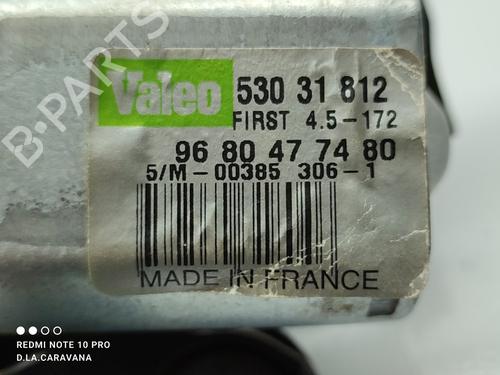 B-PARTS
Valeo 530 31 812
FIRST 4.5-172
96 80 47 74 80
5/M-00385 306-1
MADE IN FRANCE
REDMI NOTE 10 PRO
D.LA.CARAVANA